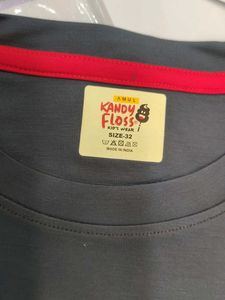 AMUL
KANDY
FLOSS
KID'S WEAR
SIZE-32
MADE IN INDIA